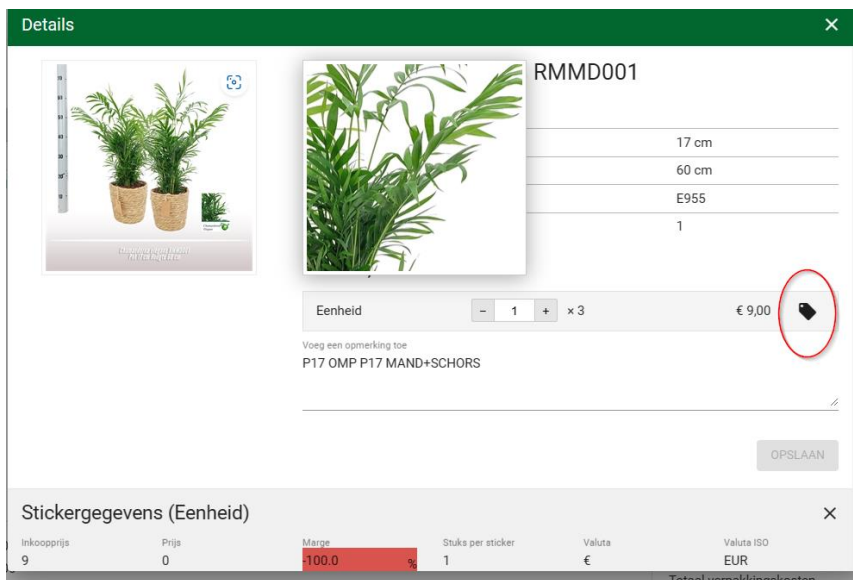 Details
RMMD001
17 cm
60 cm
E955
1
Eenheid - 1 + × 3 € 9,00
Voeg een opmerking toe
P17 OMP P17 MAND+SCHORS
OPSLAAN
Stickergegevens (Eenheid)
Inkoopprijs Prijs Marge Stuks per sticker Valuta Valuta ISO
9 0 -100.0 % 1 € EUR